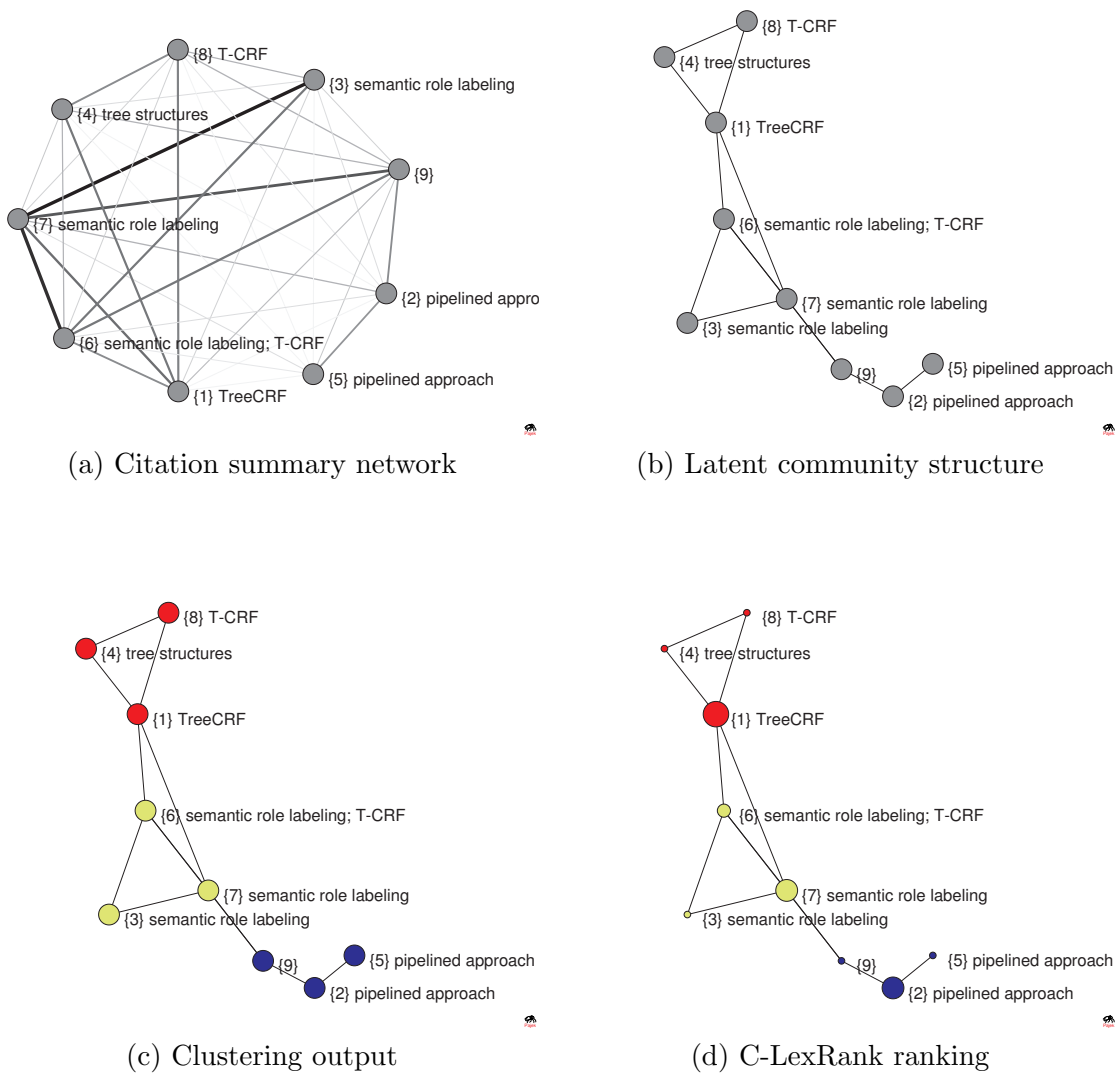 {8} T-CRF
{3} semantic role labeling
{4} tree structures
{9}
{7} semantic role labeling
{2} pipelined appro
{6} semantic role labeling; T-CRF
{5} pipelined approach
{1} TreeCRF
(a) Citation summary network
{8} T-CRF
{4} tree structures
{1} TreeCRF
{6} semantic role labeling; T-CRF
{7} semantic role labeling
{3} semantic role labeling
{9}
{5} pipelined approach
{2} pipelined approach
(b) Latent community structure
{8} T-CRF
{4} tree structures
{1} TreeCRF
{6} semantic role labeling; T-CRF
{7} semantic role labeling
{3} semantic role labeling
{9}
{5} pipelined approach
{2} pipelined approach
(c) Clustering output
{8} T-CRF
{4} tree structures
{1} TreeCRF
{6} semantic role labeling; T-CRF
{7} semantic role labeling
{3} semantic role labeling
{9}
{5} pipelined approach
{2} pipelined approach
(d) C-LexRank ranking